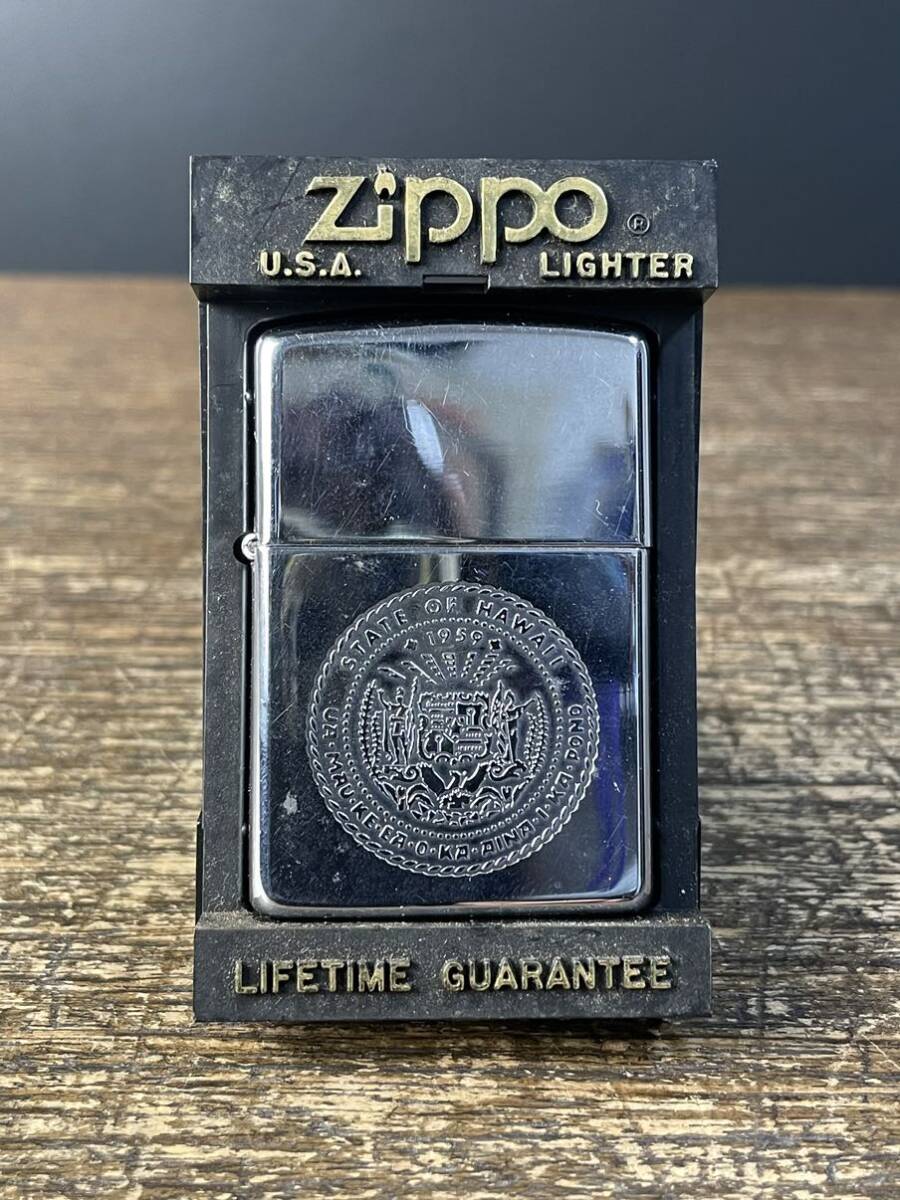 Zippo ®
U.S.A. LIGHTER
STATE OF HAWAII
1959
UA · MAU KE EA · O · KA · AINA · I · KA PONO
LIFETIME GUARANTEE